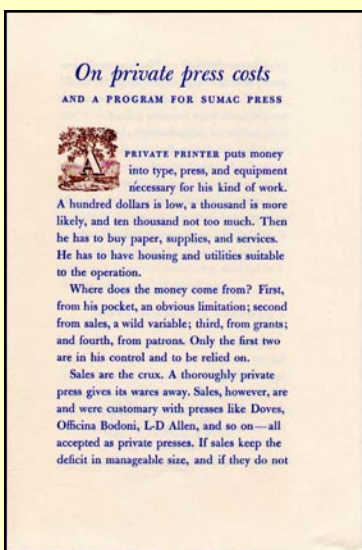 On private press costs
AND A PROGRAM FOR SUMAC PRESS
A PRIVATE PRINTER puts money
into type, press, and equipment
necessary for his kind of work.
A hundred dollars is low, a thousand is more
likely, and ten thousand not too much. Then
he has to buy paper, supplies, and services.
He has to have housing and utilities suitable
to the operation.
Where does the money come from? First,
from his pocket, an obvious limitation; second
from sales, a wild variable; third, from grants;
and fourth, from patrons. Only the first two
are in his control and to be relied on.
Sales are the crux. A thoroughly private
press gives its wares away. Sales, however, are
and were customary with presses like Doves,
Officina Bodoni, L-D Allen, and so on—all
accepted as private presses. If sales keep the
deficit in manageable size, and if they do not